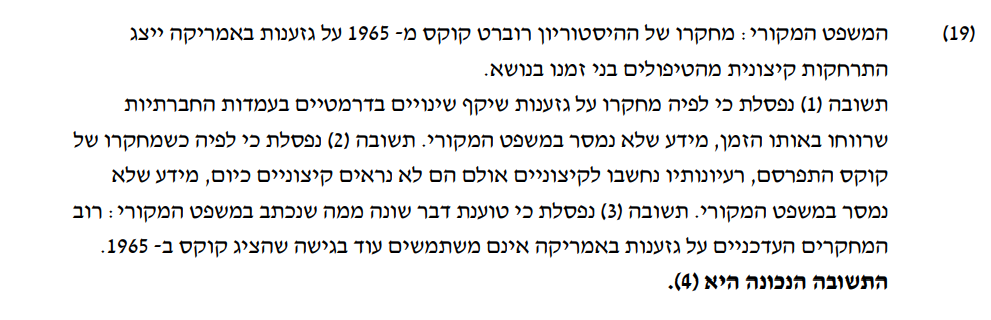 (19) המשפט המקורי: מחקרו של ההיסטוריון רוברט קוקס מ- 1965 על גזענות באמריקה ייצג
התרחקות קיצונית מהטיפולים בני זמנו בנושא.
תשובה (1) נפסלת כי לפיה מחקרו על גזענות שיקף שינויים בדרמטיים בעמדות החברתיות
שרווחו באותו הזמן, מידע שלא נמסר במשפט המקורי. תשובה (2) נפסלת כי לפיה כשמחקרו של
קוקס התפרסם, רעיונותיו נחשבו לקיצוניים אולם הם לא נראים קיצוניים כיום, מידע שלא
נמסר במשפט המקורי. תשובה (3) נפסלת כי טוענת דבר שונה ממה שנכתב במשפט המקורי: רוב
המחקרים העדכניים על גזענות באמריקה אינם משתמשים עוד בגישה שהציג קוקס ב- 1965.
התשובה הנכונה היא (4).